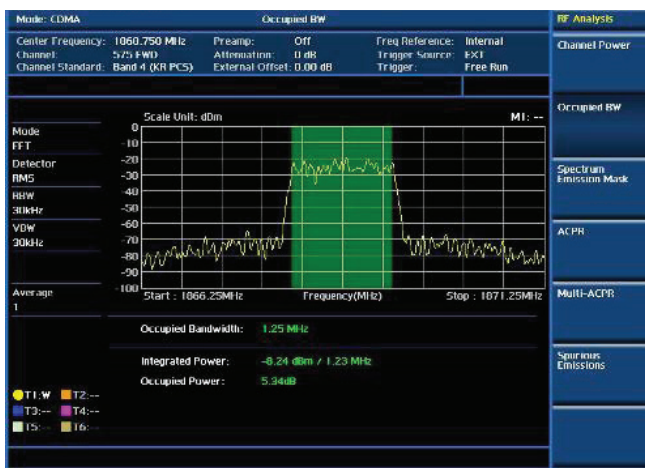 Mode: CDMA Occupied BW RF Analysis
Center Frequency: 1860.750 MHz Preamp: Off Freq Reference: Internal
Channel: 575 FWD Attenuation: 0 dB Trigger Source: EXT
Channel Standard: Band 4 (KR PCS) External Offset: 0.00 dB Trigger: Free Run
Channel Power
Occupied BW
Scale Unit: dBm M1: --
Mode
FFT
Detector
RMS
RBW
30kHz
VBW
30kHz
Average
1
0
-10
-20
-30
-40
-50
-60
-70
-80
-90
-100
Start : 1866.25MHz Frequency(MHz) Stop : 1871.25MHz
Occupied Bandwidth: 1.25 MHz
Integrated Power: -8.24 dBm / 1.23 MHz
Occupied Power: 5.34dB
T1:W T2:--
T3:-- T4:--
T5:-- T6:--
Spectrum
Emission Mask
ACPR
Multi-ACPR
Spurious
Emissions